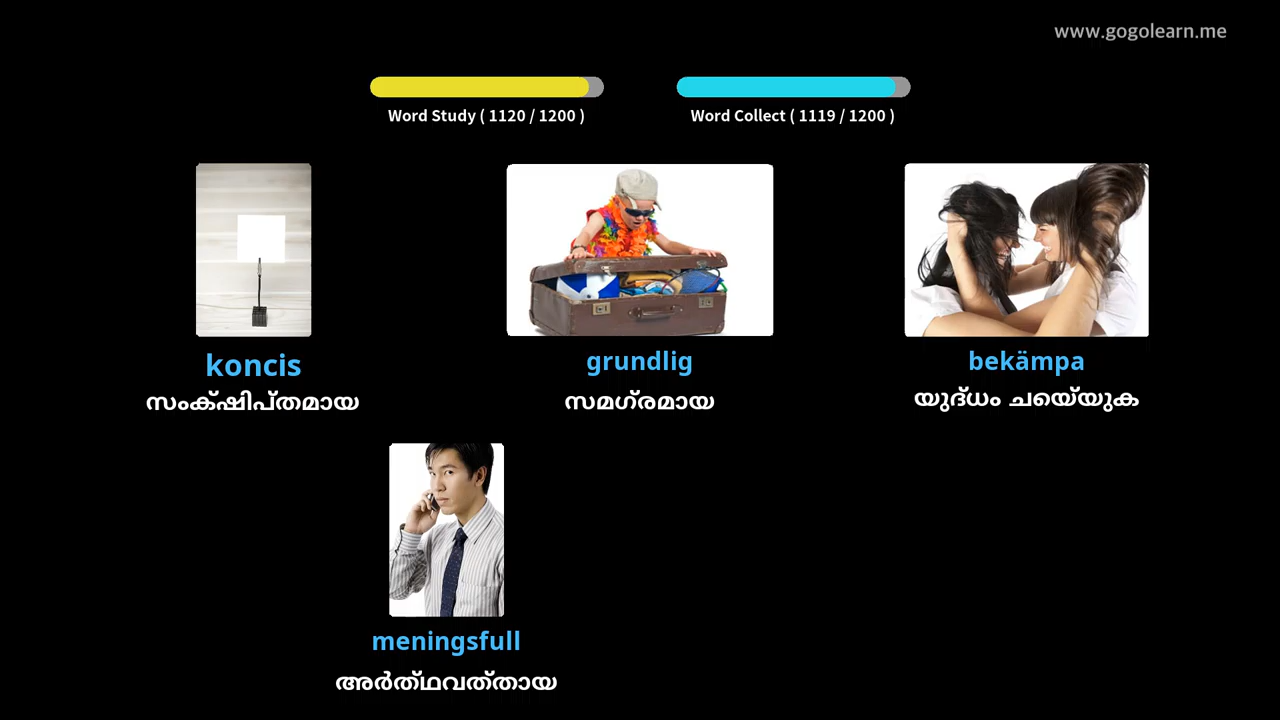 www.gogolearn.me
Word Study ( 1120 / 1200 )
Word Collect ( 1119 / 1200 )
koncis
സംക്ഷിപ്തമായ
grundlig
സമഗ്രമായ
bekämpa
യുദ്ധം ചെയ്യുക
meningsfull
അർത്ഥവത്തായ